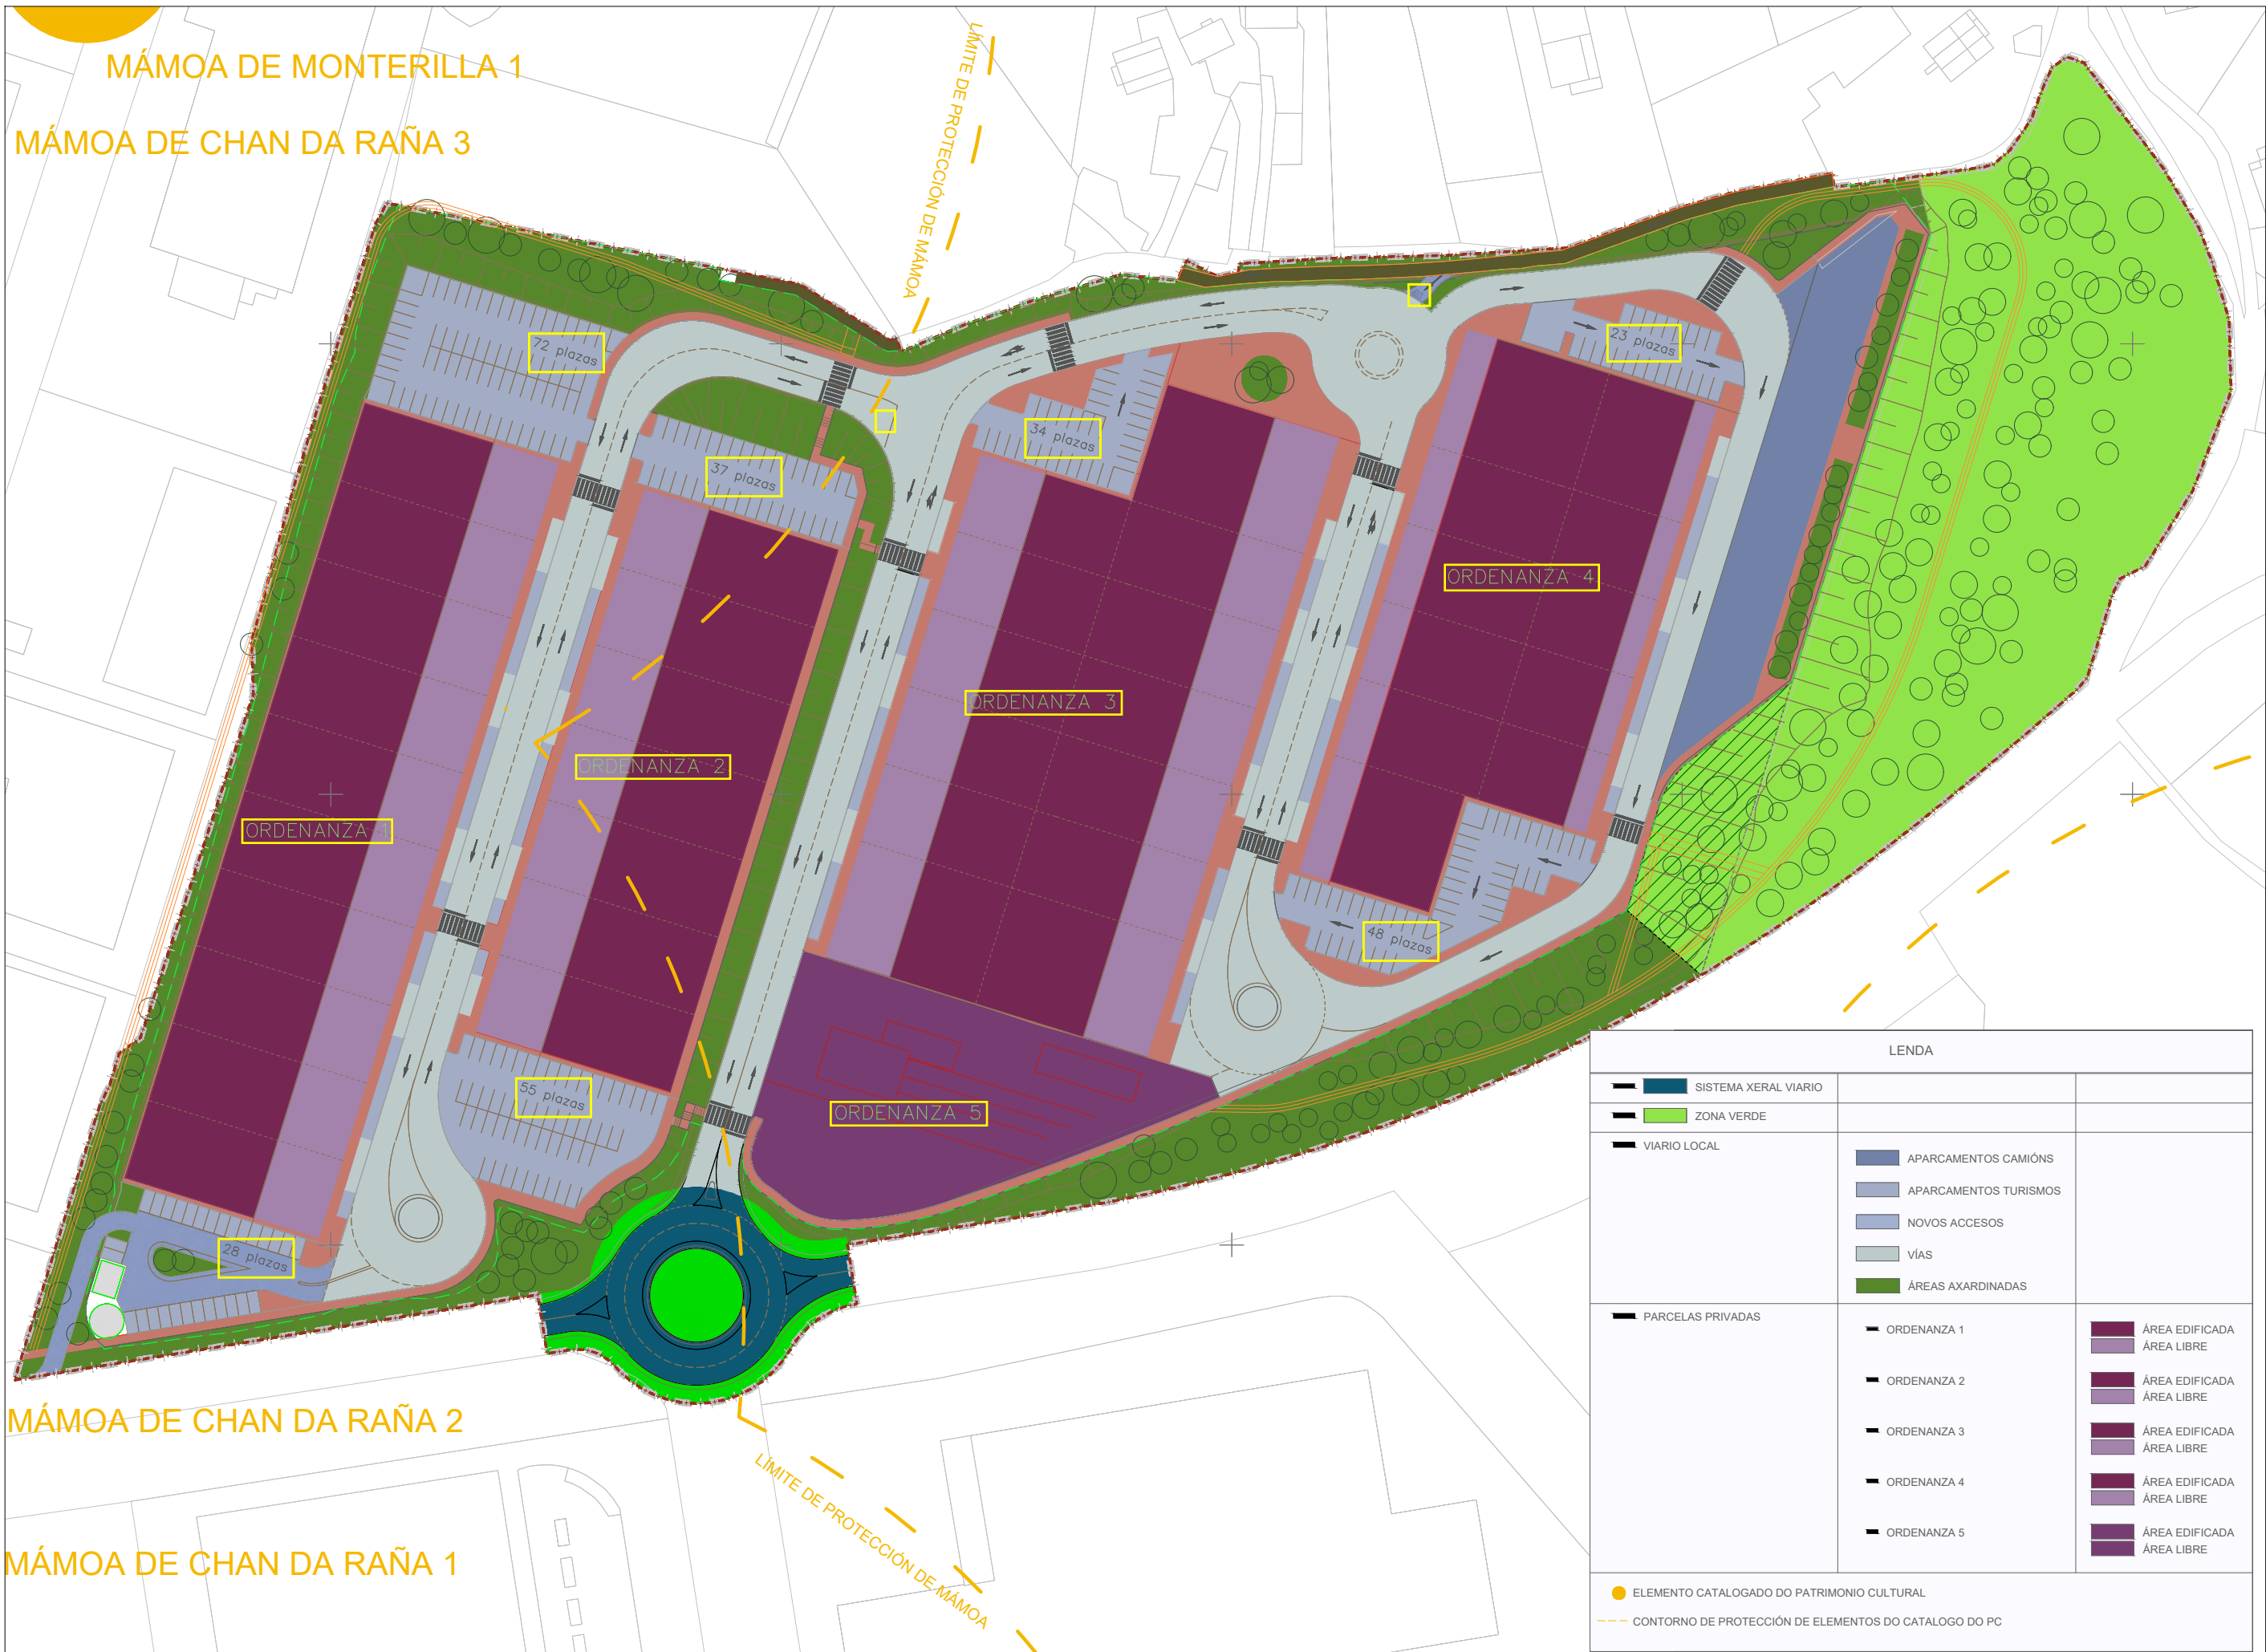 MÁMOA DE MONTERILLA 1
MÁMOA DE CHAN DA RAÑA 3
LÍMITE DE PROTECCIÓN DE MÁMOA
72 plazas
37 plazas
34 plazas
23 plazas
ORDENANZA 4
ORDENANZA 3
ORDENANZA 2
ORDENANZA 1
48 plazas
55 plazas
ORDENANZA 5
28 plazas
MÁMOA DE CHAN DA RAÑA 2
LÍMITE DE PROTECCIÓN DE MÁMOA
MÁMOA DE CHAN DA RAÑA 1
LENDA
SISTEMA XERAL VIARIO
ZONA VERDE
VIARIO LOCAL
APARCAMENTOS CAMIÓNS
APARCAMENTOS TURISMOS
NOVOS ACCESOS
VÍAS
ÁREAS AXARDINADAS
PARCELAS PRIVADAS
ORDENANZA 1
ÁREA EDIFICADA
ÁREA LIBRE
ORDENANZA 2
ÁREA EDIFICADA
ÁREA LIBRE
ORDENANZA 3
ÁREA EDIFICADA
ÁREA LIBRE
ORDENANZA 4
ÁREA EDIFICADA
ÁREA LIBRE
ORDENANZA 5
ÁREA EDIFICADA
ÁREA LIBRE
ELEMENTO CATALOGADO DO PATRIMONIO CULTURAL
CONTORNO DE PROTECCIÓN DE ELEMENTOS DO CATALOGO DO PC